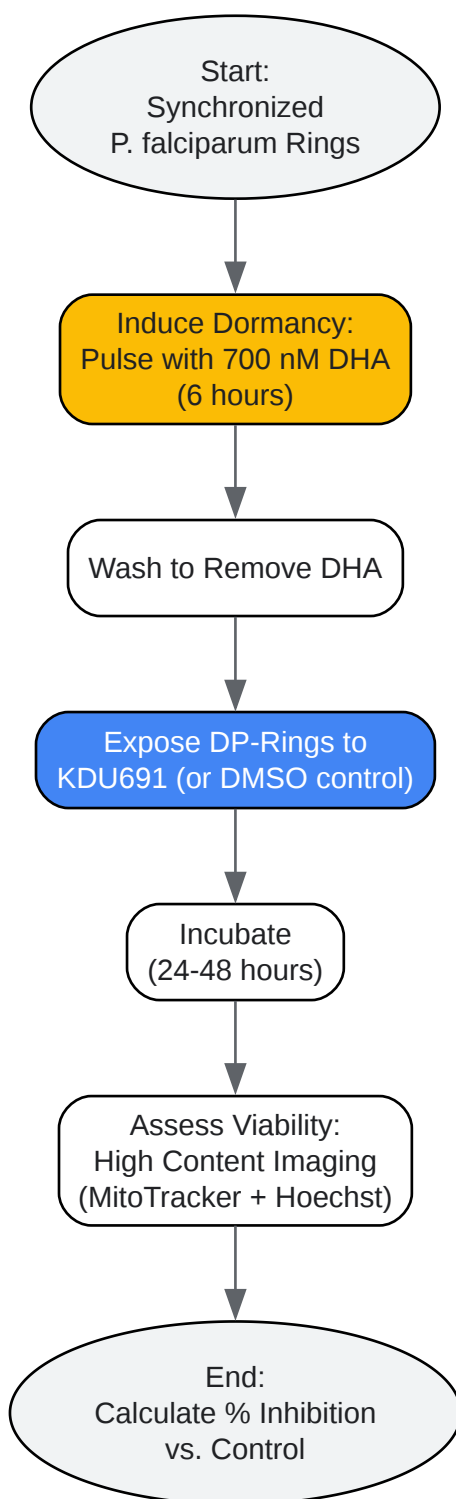 Start:
Synchronized
P. falciparum Rings
Induce Dormancy:
Pulse with 700 nM DHA
(6 hours)
Wash to Remove DHA
Expose DP-Rings to
KDU691 (or DMSO control)
Incubate
(24-48 hours)
Assess Viability:
High Content Imaging
(MitoTracker + Hoechst)
End:
Calculate % Inhibition
vs. Control